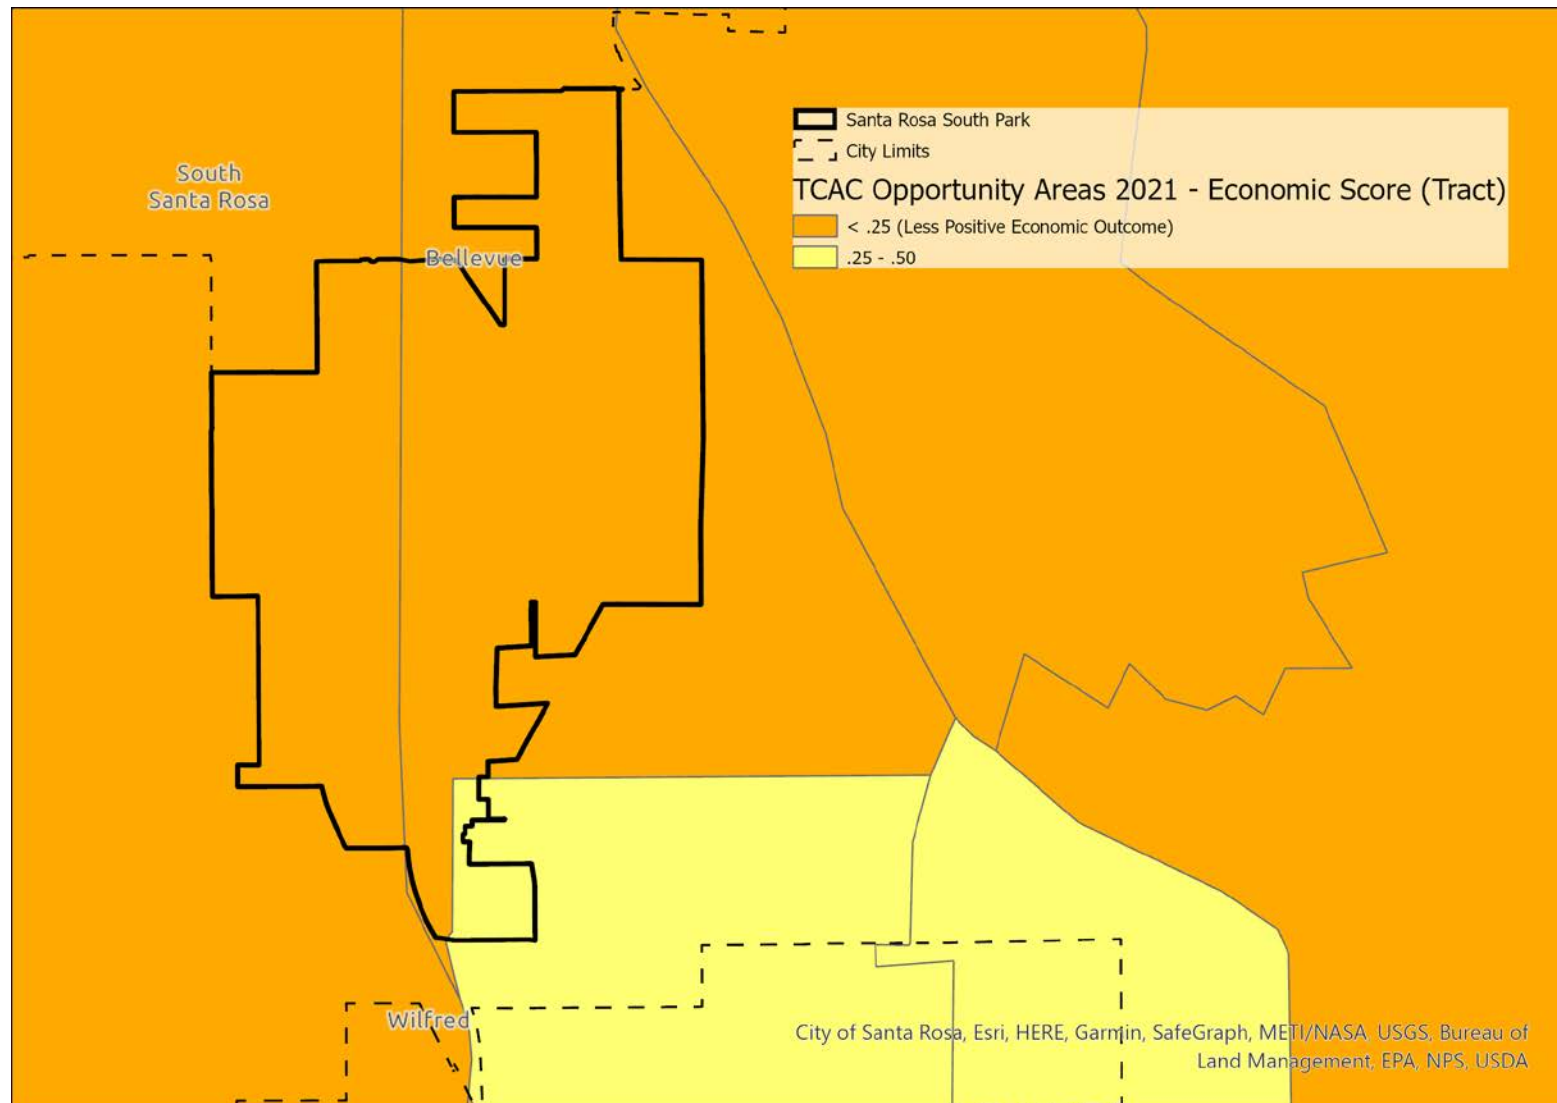 Santa Rosa South Park
City Limits
TCAC Opportunity Areas 2021 - Economic Score (Tract)
< .25 (Less Positive Economic Outcome)
.25 - .50
South
Santa Rosa
Bellevue
Wilfred
City of Santa Rosa, Esri, HERE, Garmin, SafeGraph, METI/NASA, USGS, Bureau of
Land Management, EPA, NPS, USDA